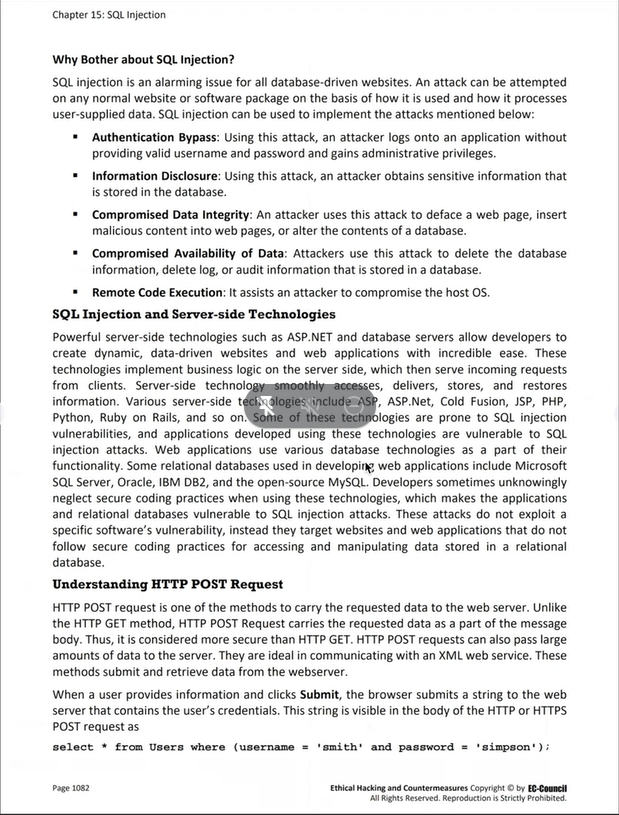 Chapter 15: SQL Injection
Why Bother about SQL Injection?
SQL injection is an alarming issue for all database-driven websites. An attack can be attempted
on any normal website or software package on the basis of how it is used and how it processes
user-supplied data. SQL injection can be used to implement the attacks mentioned below:
▪ Authentication Bypass: Using this attack, an attacker logs onto an application without
providing valid username and password and gains administrative privileges.
▪ Information Disclosure: Using this attack, an attacker obtains sensitive information that
is stored in the database.
▪ Compromised Data Integrity: An attacker uses this attack to deface a web page, insert
malicious content into web pages, or alter the contents of a database.
▪ Compromised Availability of Data: Attackers use this attack to delete the database
information, delete log, or audit information that is stored in a database.
▪ Remote Code Execution: It assists an attacker to compromise the host OS.
SQL Injection and Server-side Technologies
Powerful server-side technologies such as ASP.NET and database servers allow developers to
create dynamic, data-driven websites and web applications with incredible ease. These
technologies implement business logic on the server side, which then serve incoming requests
from clients. Server-side technology smoothly accesses, delivers, stores, and restores
information. Various server-side technologies include ASP, ASP.Net, Cold Fusion, JSP, PHP,
Python, Ruby on Rails, and so on. Some of these technologies are prone to SQL injection
vulnerabilities, and applications developed using these technologies are vulnerable to SQL
injection attacks. Web applications use various database technologies as a part of their
functionality. Some relational databases used in developing web applications include Microsoft
SQL Server, Oracle, IBM DB2, and the open-source MySQL. Developers sometimes unknowingly
neglect secure coding practices when using these technologies, which makes the applications
and relational databases vulnerable to SQL injection attacks. These attacks do not exploit a
specific software's vulnerability, instead they target websites and web applications that do not
follow secure coding practices for accessing and manipulating data stored in a relational
database.
Understanding HTTP POST Request
HTTP POST request is one of the methods to carry the requested data to the web server. Unlike
the HTTP GET method, HTTP POST Request carries the requested data as a part of the message
body. Thus, it is considered more secure than HTTP GET. HTTP POST requests can also pass large
amounts of data to the server. They are ideal in communicating with an XML web service. These
methods submit and retrieve data from the webserver.
When a user provides information and clicks Submit, the browser submits a string to the web
server that contains the user's credentials. This string is visible in the body of the HTTP or HTTPS
POST request as
select * from Users where (username = 'smith' and password = 'simpson');
Page 1082
Ethical Hacking and Countermeasures Copyright © by EC-Council
All Rights Reserved. Reproduction is Strictly Prohibited.